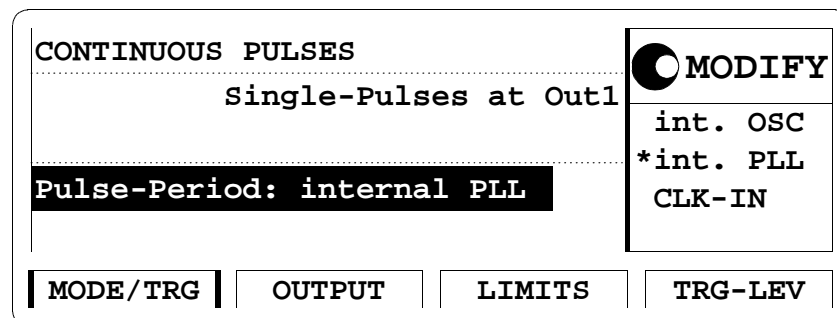 CONTINUOUS PULSES
Single-Pulses at Out1
Pulse-Period: internal PLL
MODIFY
int. OSC
*int. PLL
CLK-IN
MODE/TRG
OUTPUT
LIMITS
TRG-LEV